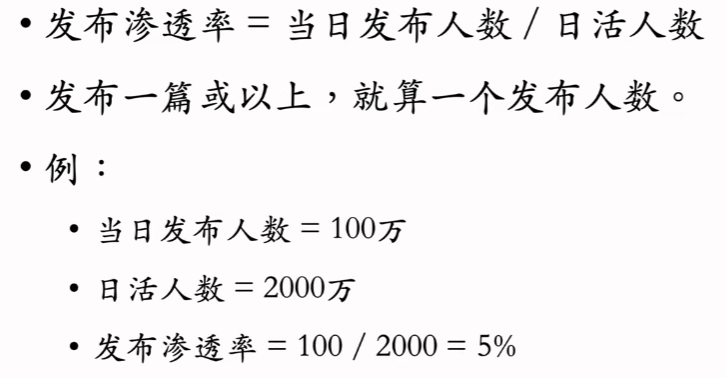 • 发布渗透率 = 当日发布人数 / 日活人数
• 发布一篇或以上，就算一个发布人数。
• 例：
• 当日发布人数 = 100万
• 日活人数 = 2000万
• 发布渗透率 = 100 / 2000 = 5%